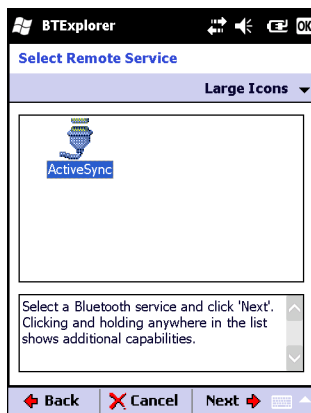 BTExplorer OK
Select Remote Service
Large Icons
ActiveSync
Select a Bluetooth service and click 'Next'.
Clicking and holding anywhere in the list
shows additional capabilities.
Back Cancel Next